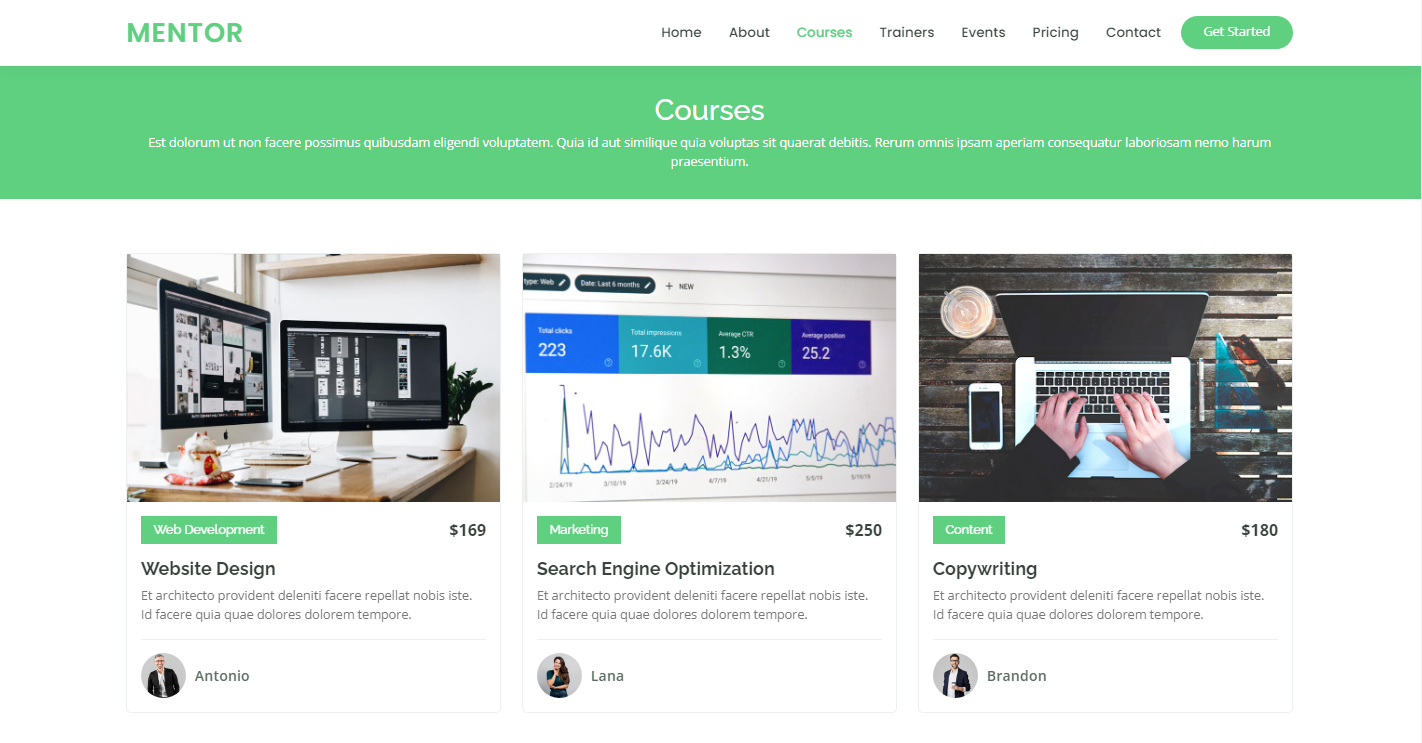 MENTOR
Home About Courses Trainers Events Pricing Contact Get Started
Courses
Est dolorum ut non facere possimus quibusdam eligendi voluptatem. Quia id aut similique quia voluptas sit quaerat debitis. Rerum omnis ipsam aperiam consequatur laboriosam nemo harum
praesentium.
type: Web Date: Last 6 months + NEW
Total clicks Total impressions Average CTR Average position
223 17.6K 1.3% 25.2
2/24/19 3/10/19 3/24/19 4/7/19 4/21/19 5/5/19 5/19/19
Web Development $169
Website Design
Et architecto provident deleniti facere repellat nobis iste.
Id facere quia quae dolores dolorem tempore.
Antonio
Marketing $250
Search Engine Optimization
Et architecto provident deleniti facere repellat nobis iste.
Id facere quia quae dolores dolorem tempore.
Lana
Content $180
Copywriting
Et architecto provident deleniti facere repellat nobis iste.
Id facere quia quae dolores dolorem tempore.
Brandon